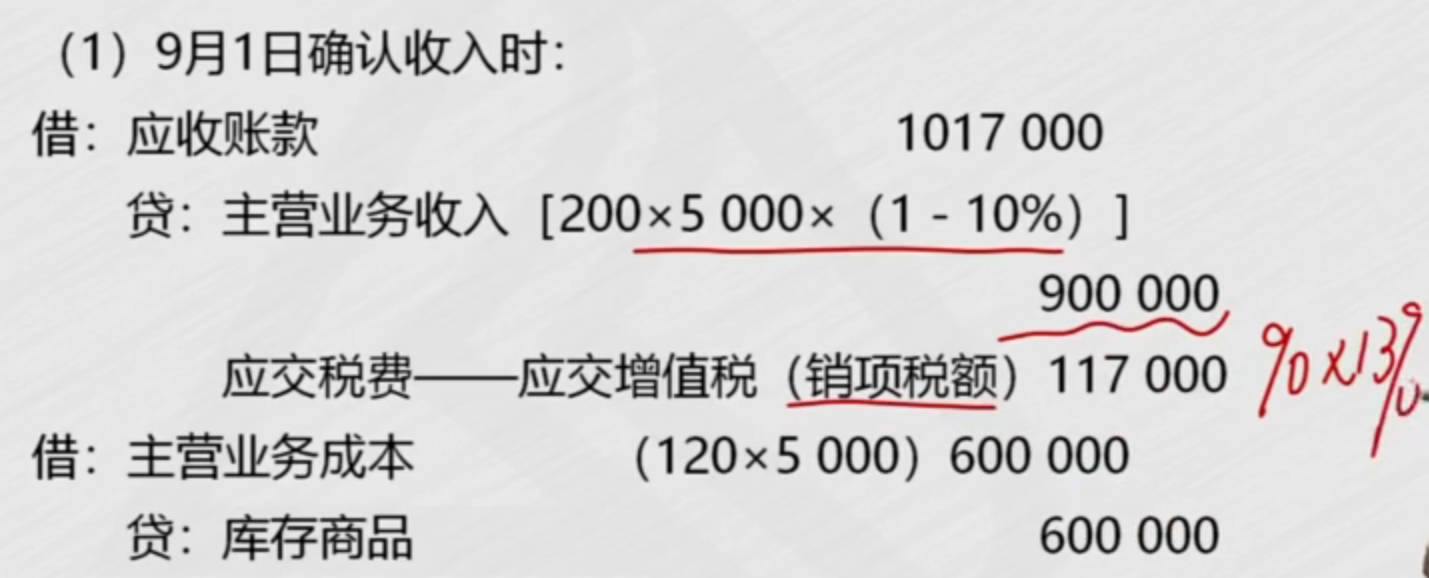 （1）9月1日确认收入时：
借：应收账款 1017 000
贷：主营业务收入［200×5 000×（1 - 10%）］
900 000
应交税费——应交增值税（销项税额）117 000
90×13%
借：主营业务成本 （120×5 000）600 000
贷：库存商品 600 000